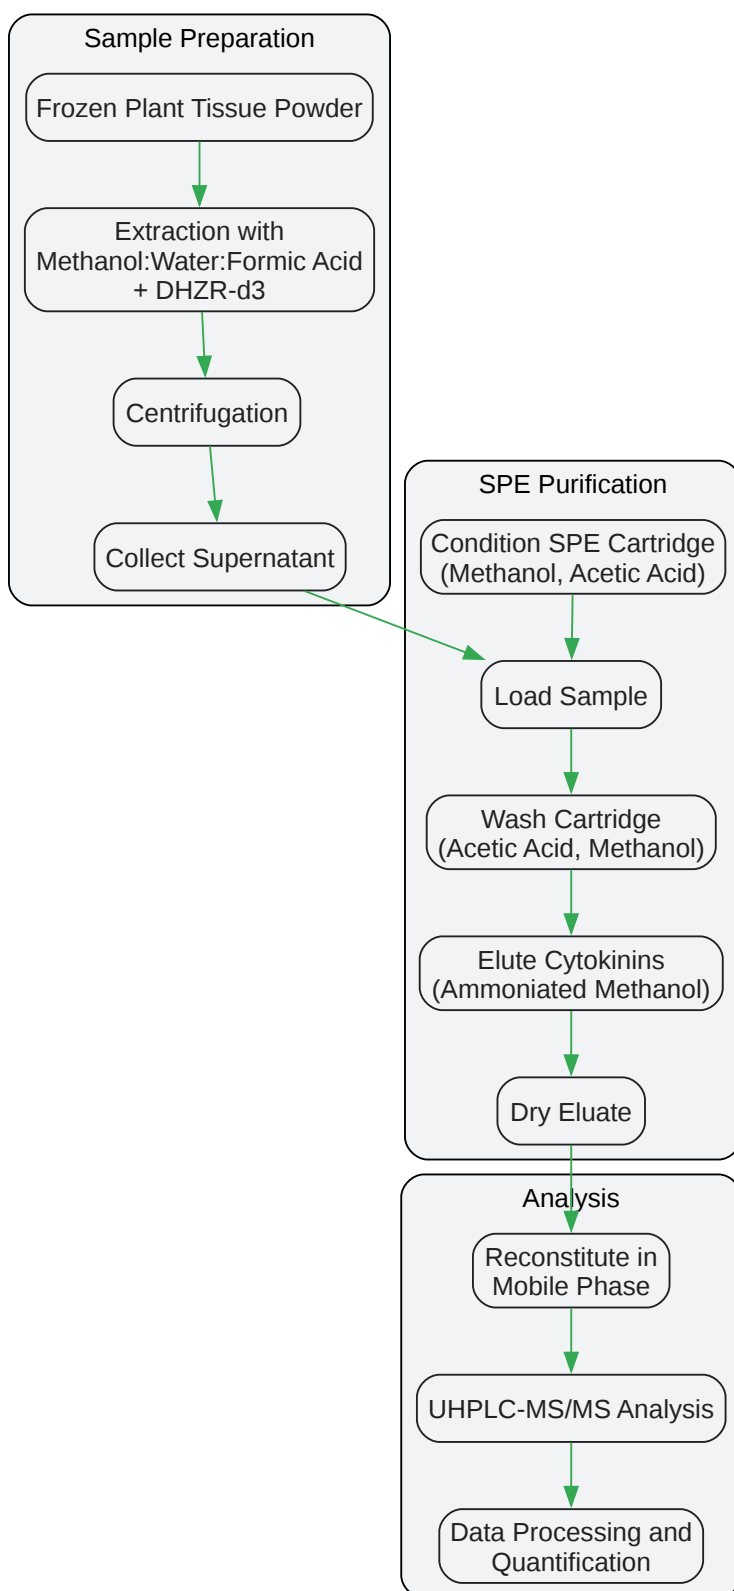 Sample Preparation
Frozen Plant Tissue Powder
Extraction with
Methanol:Water:Formic Acid
+ DHZR-d3
Centrifugation
Collect Supernatant
SPE Purification
Condition SPE Cartridge
(Methanol, Acetic Acid)
Load Sample
Wash Cartridge
(Acetic Acid, Methanol)
Elute Cytokinins
(Ammoniated Methanol)
Dry Eluate
Analysis
Reconstitute in
Mobile Phase
UHPLC-MS/MS Analysis
Data Processing and
Quantification